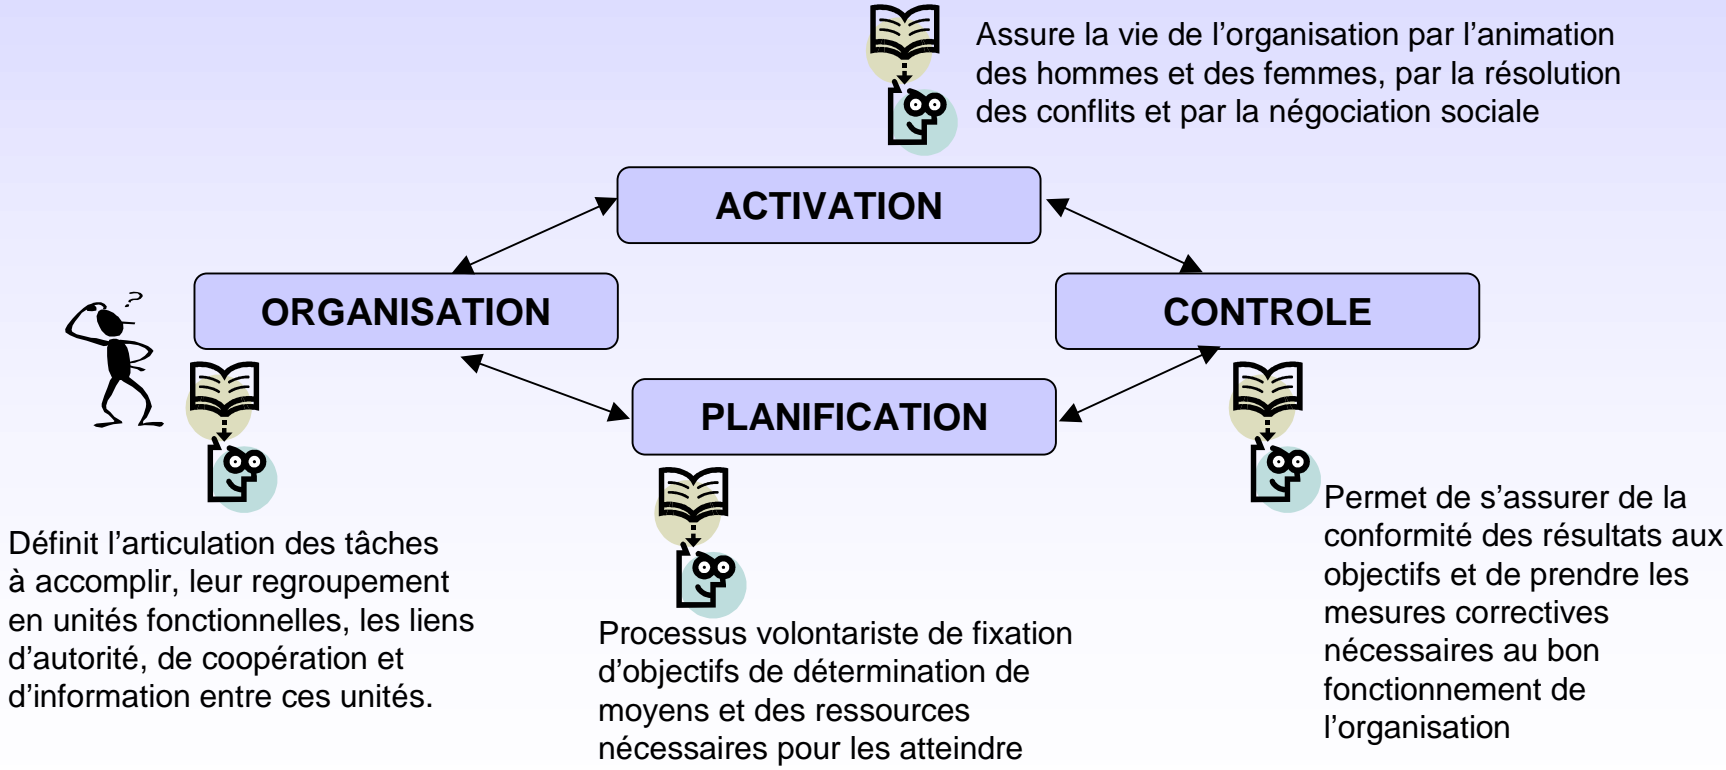 Assure la vie de l’organisation par l’animation
des hommes et des femmes, par la résolution
des conflits et par la négociation sociale
ACTIVATION
ORGANISATION
CONTROLE
?
PLANIFICATION
Définit l’articulation des tâches
à accomplir, leur regroupement
en unités fonctionnelles, les liens
d’autorité, de coopération et
d’information entre ces unités.
Processus volontariste de fixation
d’objectifs de détermination de
moyens et des ressources
nécessaires pour les atteindre
Permet de s’assurer de la
conformité des résultats aux
objectifs et de prendre les
mesures correctives
nécessaires au bon
fonctionnement de
l’organisation